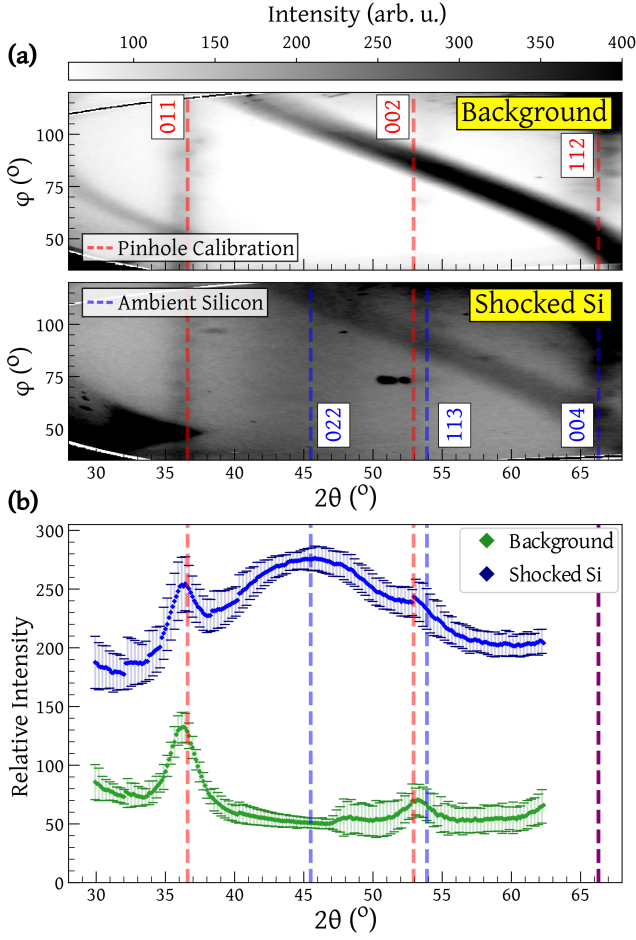 Intensity (arb. u.)
100 150 200 250 300 350 400
(a)
011
002
112
Background
100
75
50
φ (°)
Pinhole Calibration
Ambient Silicon
Shocked Si
100
75
50
φ (°)
022
113
004
30 35 40 45 50 55 60 65
2θ (°)
(b)
300
250
200
150
100
50
0
Relative Intensity
Background
Shocked Si
30 35 40 45 50 55 60 65
2θ (°)